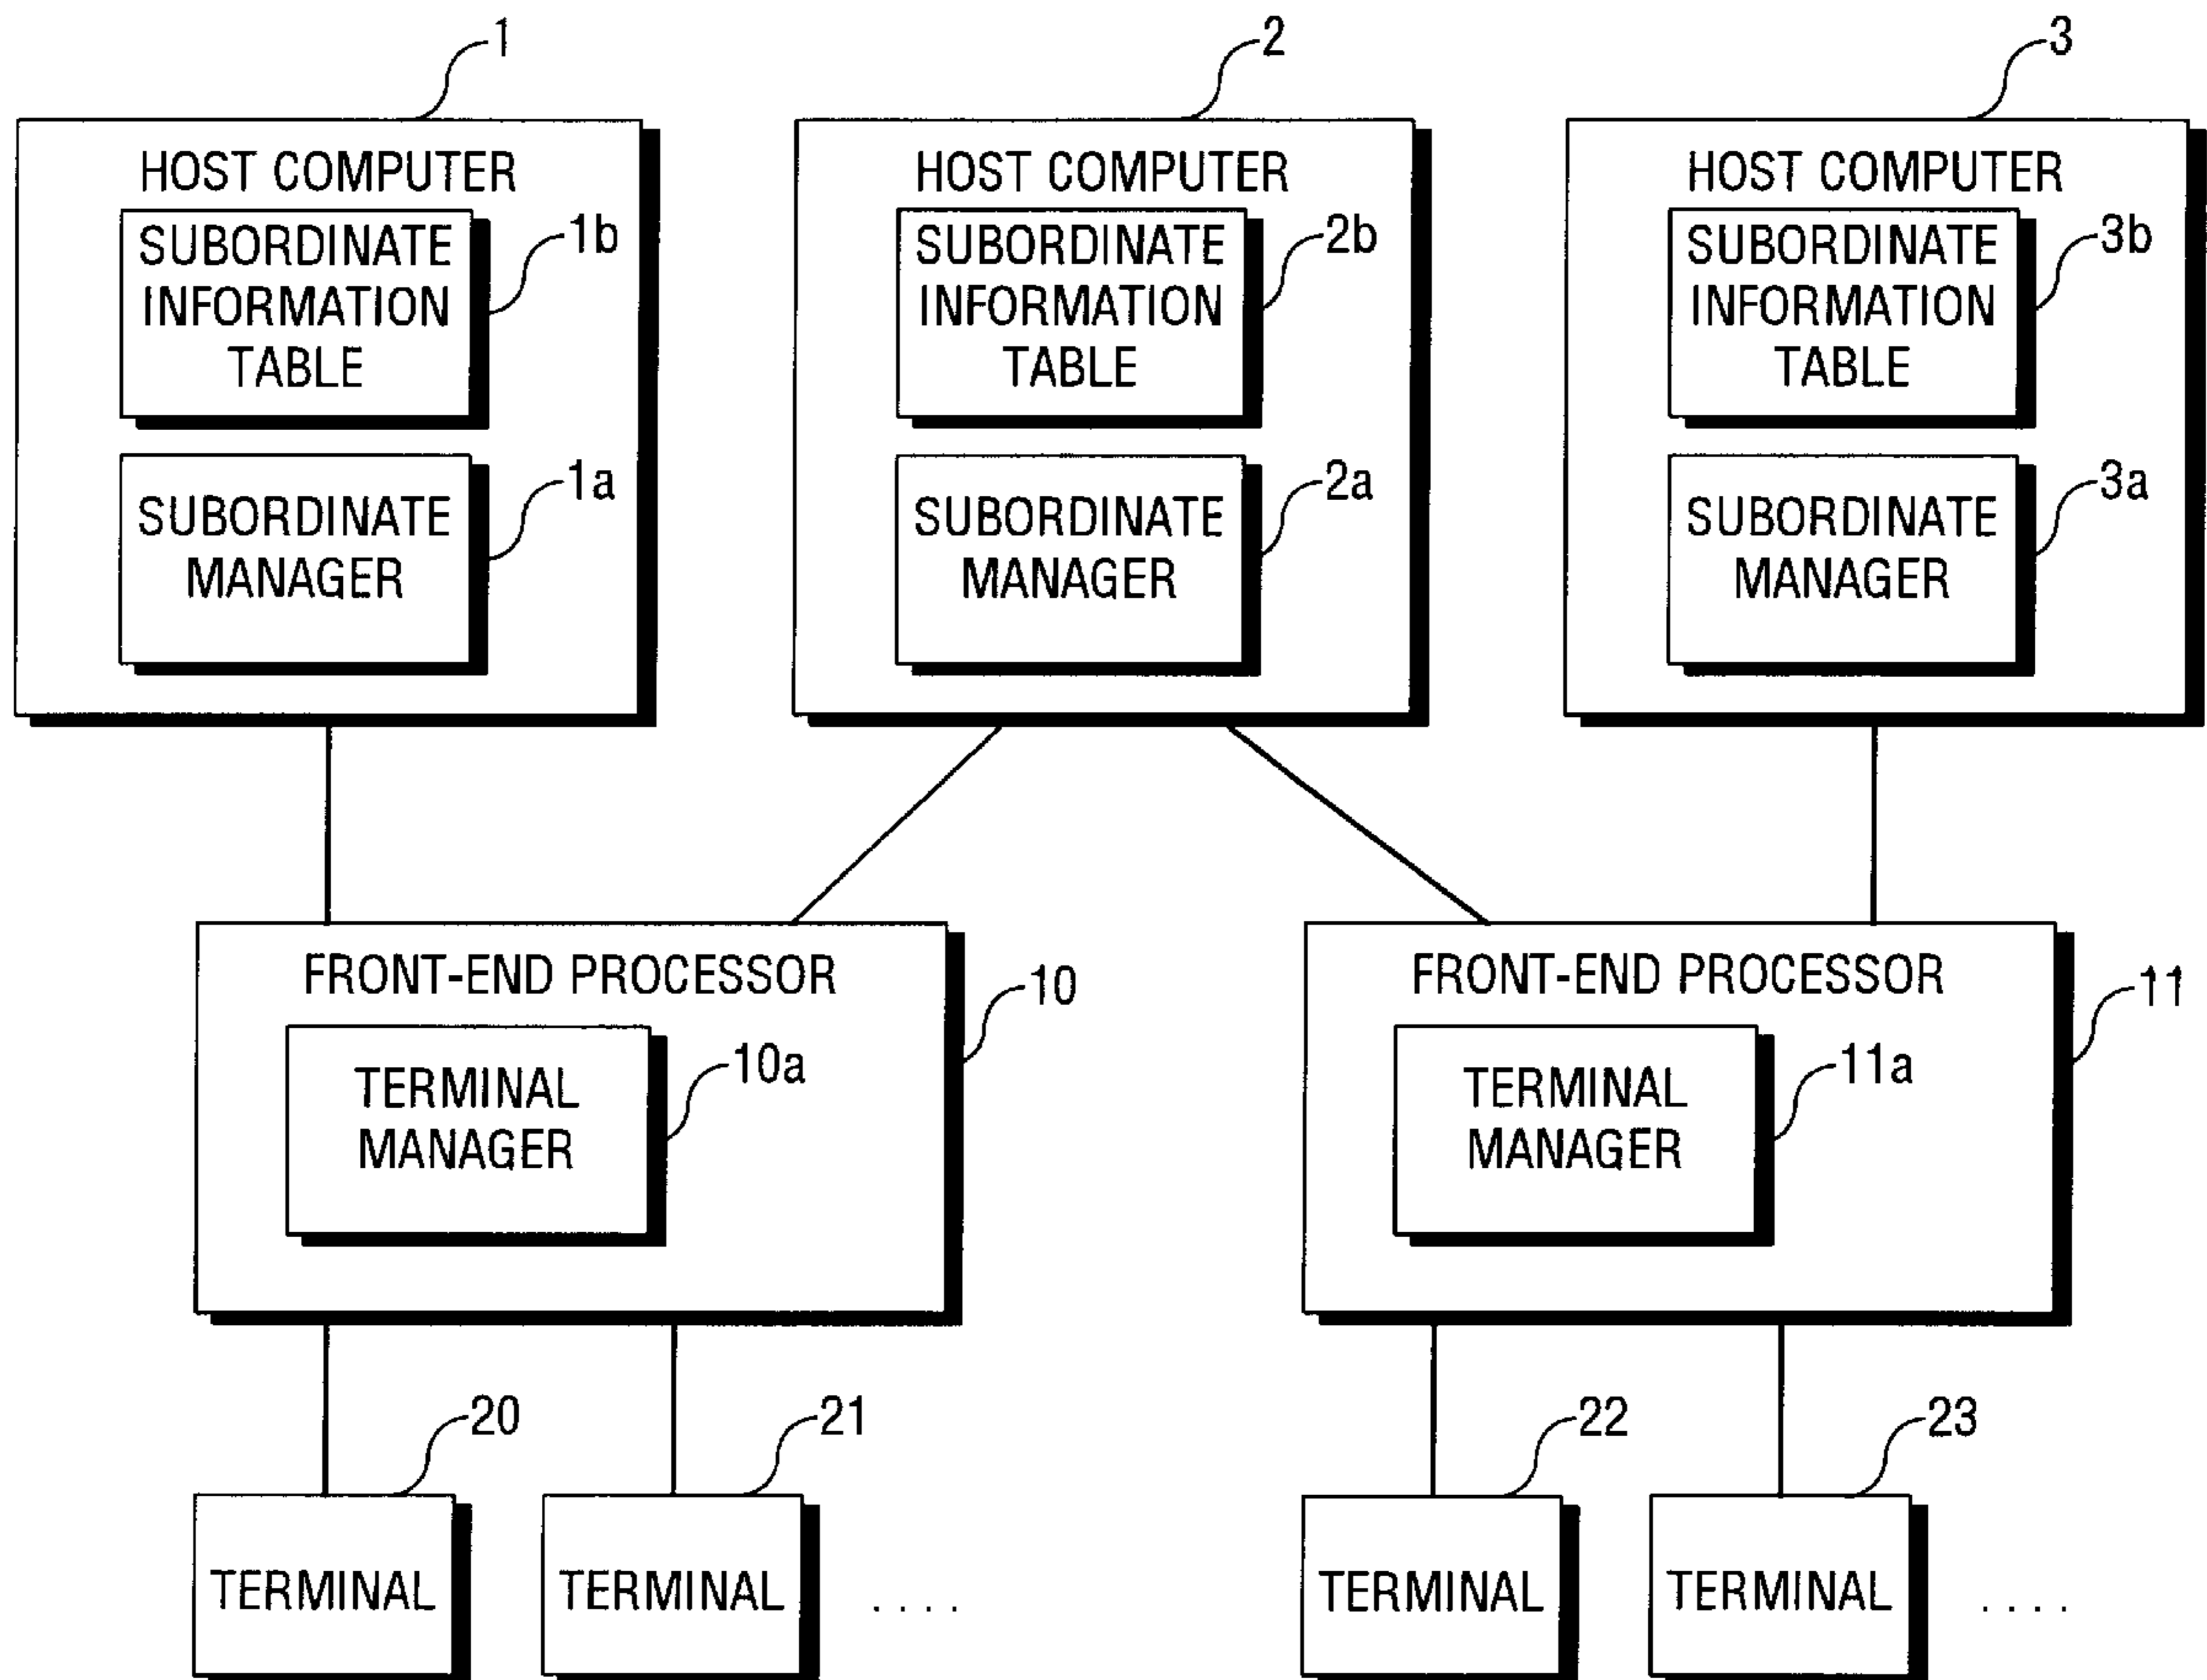 1
2
3
HOST COMPUTER
SUBORDINATE
INFORMATION
TABLE
1b
SUBORDINATE
MANAGER
1a
HOST COMPUTER
SUBORDINATE
INFORMATION
TABLE
2b
SUBORDINATE
MANAGER
2a
HOST COMPUTER
SUBORDINATE
INFORMATION
TABLE
3b
SUBORDINATE
MANAGER
3a
FRONT-END PROCESSOR
10
TERMINAL
MANAGER
10a
FRONT-END PROCESSOR
11
TERMINAL
MANAGER
11a
20
21
22
23
TERMINAL
TERMINAL
....
TERMINAL
TERMINAL
....